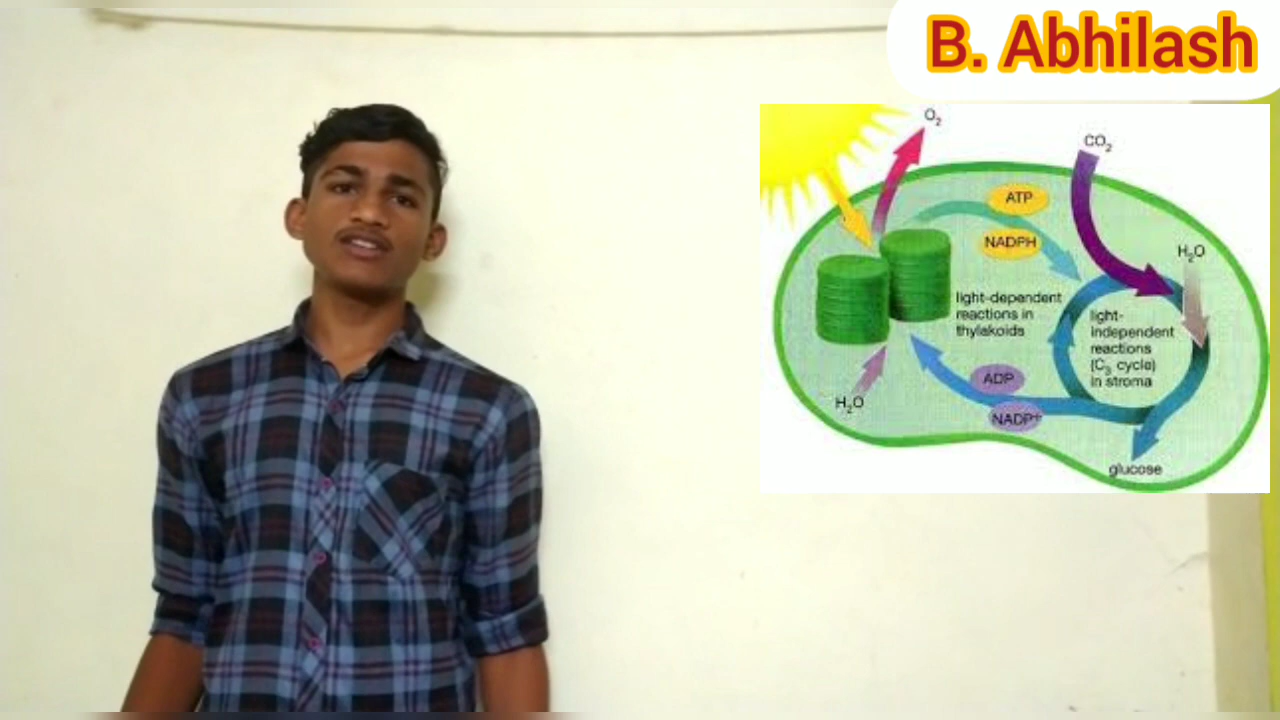 B. Abhilash
O₂
CO₂
ATP
NADPH
H₂O
light-dependent
reactions in
thylakoids
light-
independent
reactions
(C₃ cycle)
in stroma
ADP
NADP+
H₂O
glucose